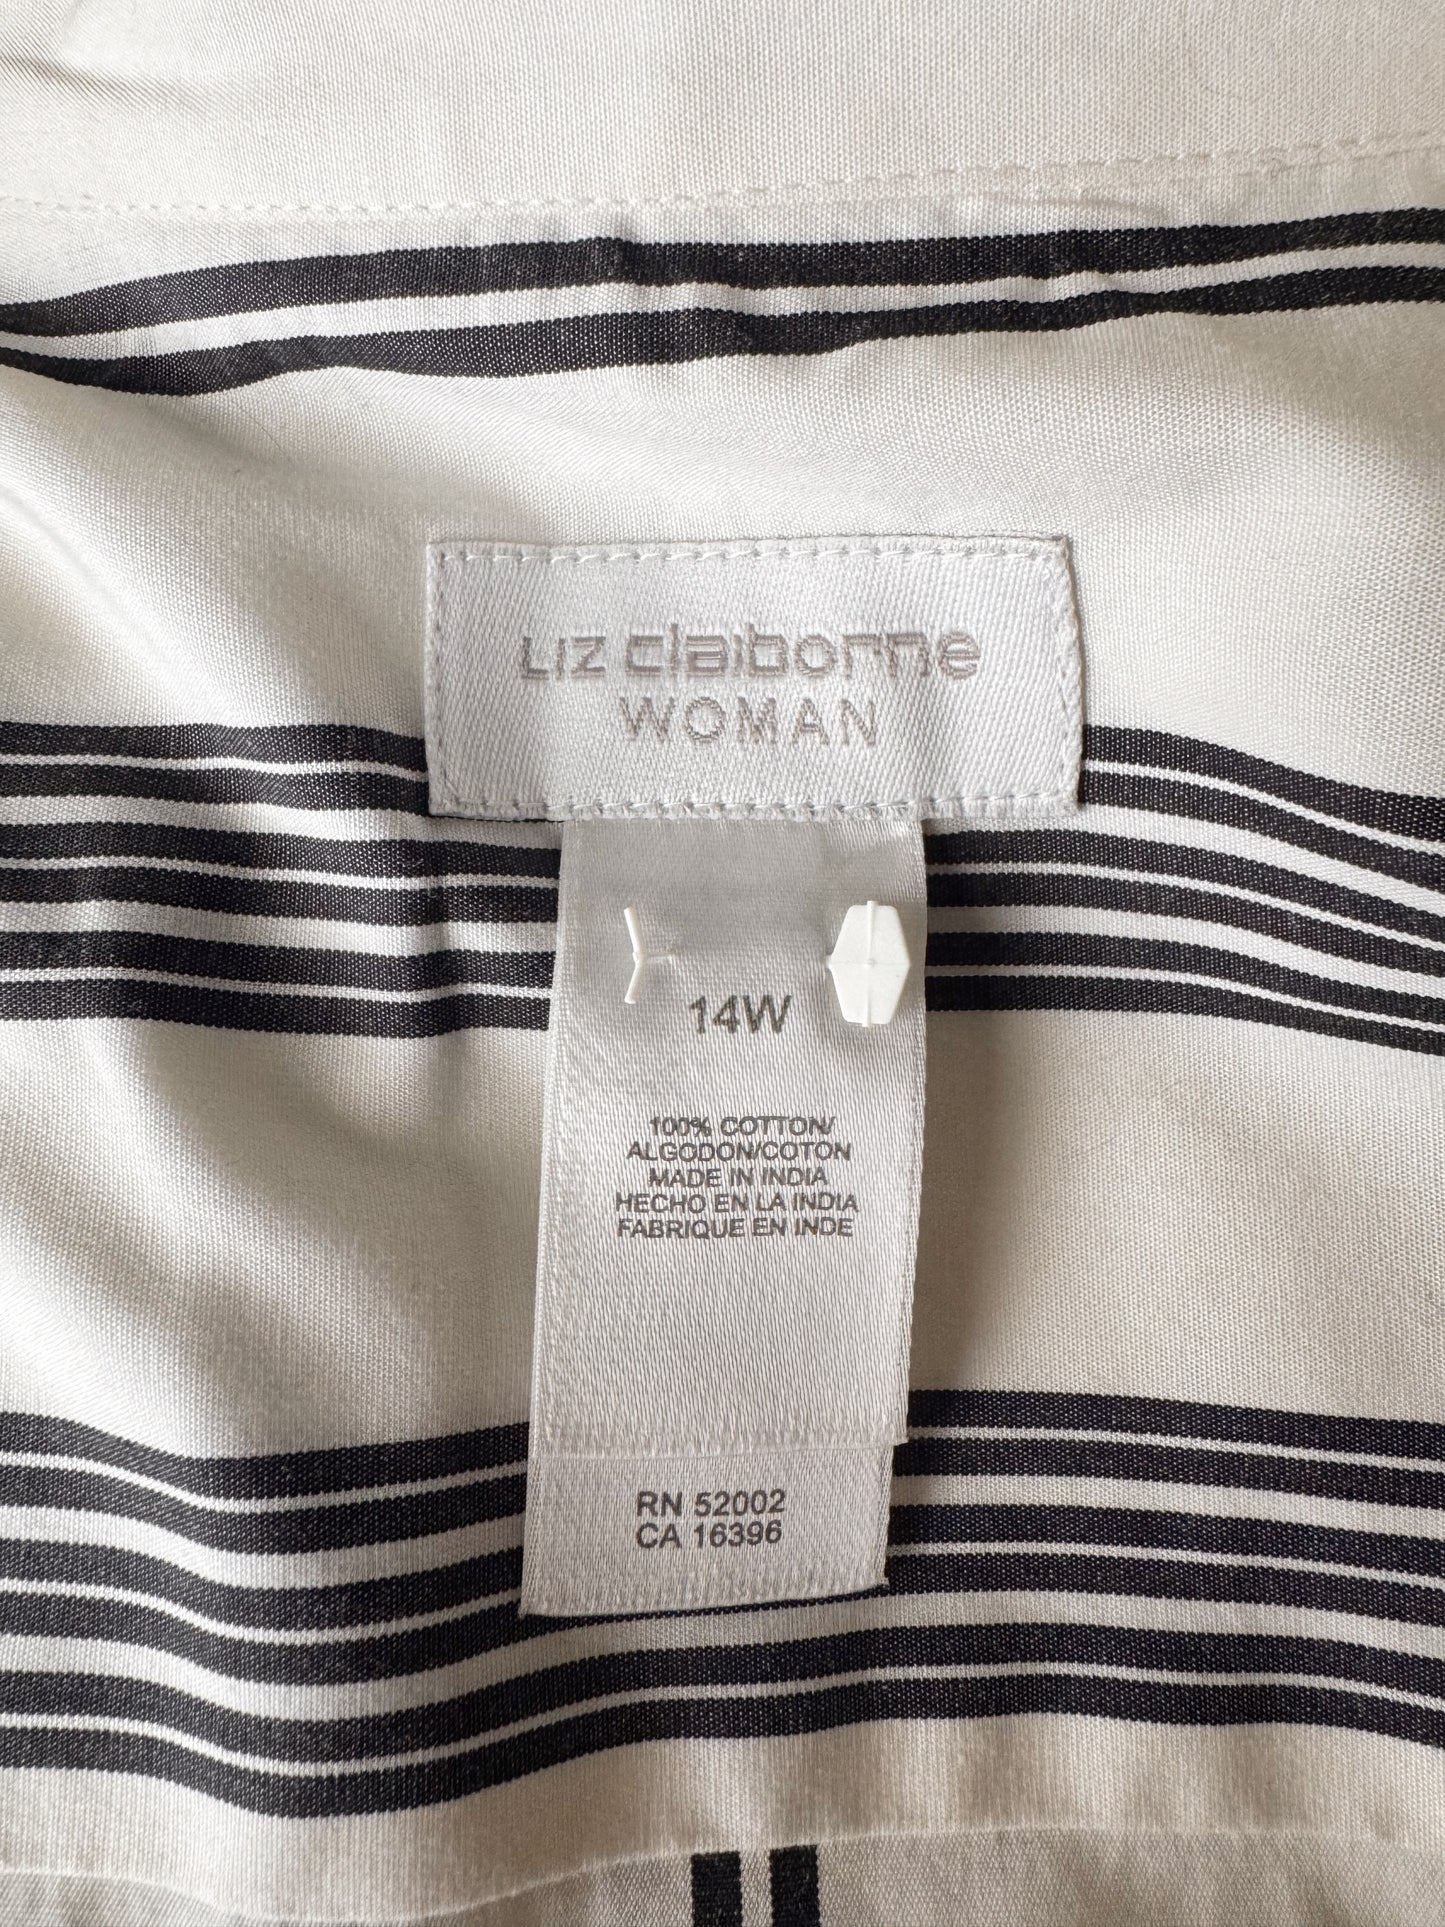 Liz claiborne
WOMAN
14W
100% COTTON/
ALGODON/COTON
MADE IN INDIA
HECHO EN LA INDIA
FABRIQUE EN INDE
RN 52002
CA 16396